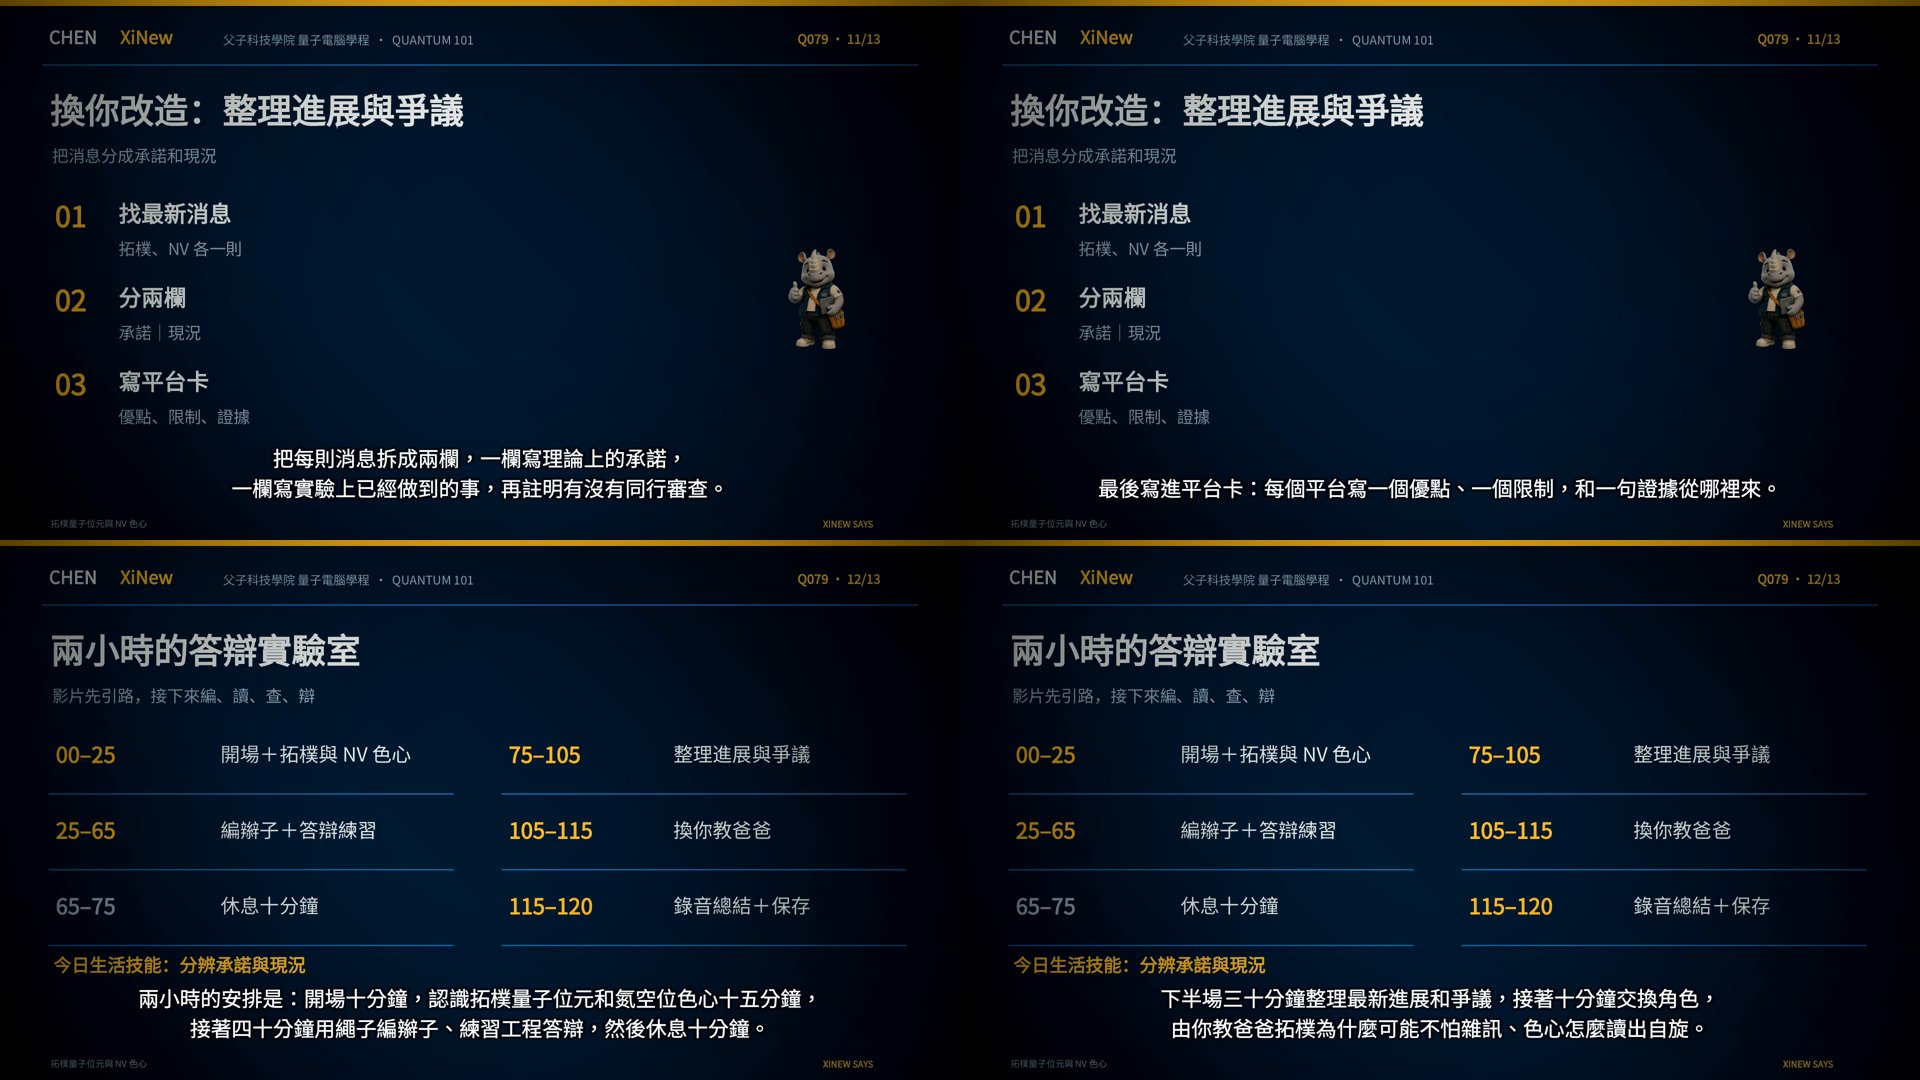 CHEN XiNew 父子科技學院 量子電腦學程 · QUANTUM 101 Q079 · 11/13
換你改造：整理進展與爭議
把消息分成承諾和現況
01 找最新消息
拓樸、NV 各一則
02 分兩欄
承諾｜現況
03 寫平台卡
優點、限制、證據
把每則消息拆成兩欄，一欄寫理論上的承諾，
一欄寫實驗上已經做到的事，再註明有沒有同行審查。
拓樸量子位元與 NV 色心 XINEW SAYS
CHEN XiNew 父子科技學院 量子電腦學程 · QUANTUM 101 Q079 · 11/13
換你改造：整理進展與爭議
把消息分成承諾和現況
01 找最新消息
拓樸、NV 各一則
02 分兩欄
承諾｜現況
03 寫平台卡
優點、限制、證據
最後寫進平台卡：每個平台寫一個優點、一個限制，和一句證據從哪裡來。
拓樸量子位元與 NV 色心 XINEW SAYS
CHEN XiNew 父子科技學院 量子電腦學程 · QUANTUM 101 Q079 · 12/13
兩小時的答辯實驗室
影片先引路，接下來編、讀、查、辯
00–25 開場＋拓樸與 NV 色心 75–105 整理進展與爭議
25–65 編辮子＋答辯練習 105–115 換你教爸爸
65–75 休息十分鐘 115–120 錄音總結＋保存
今日生活技能：分辨承諾與現況
兩小時的安排是：開場十分鐘，認識拓樸量子位元和氮空位色心十五分鐘，
接著四十分鐘用繩子編辮子、練習工程答辯，然後休息十分鐘。
拓樸量子位元與 NV 色心 XINEW SAYS
CHEN XiNew 父子科技學院 量子電腦學程 · QUANTUM 101 Q079 · 12/13
兩小時的答辯實驗室
影片先引路，接下來編、讀、查、辯
00–25 開場＋拓樸與 NV 色心 75–105 整理進展與爭議
25–65 編辮子＋答辯練習 105–115 換你教爸爸
65–75 休息十分鐘 115–120 錄音總結＋保存
今日生活技能：分辨承諾與現況
下半場三十分鐘整理最新進展和爭議，接著十分鐘交換角色，
由你教爸爸拓樸為什麼可能不怕雜訊、色心怎麼讀出自旋。
拓樸量子位元與 NV 色心 XINEW SAYS